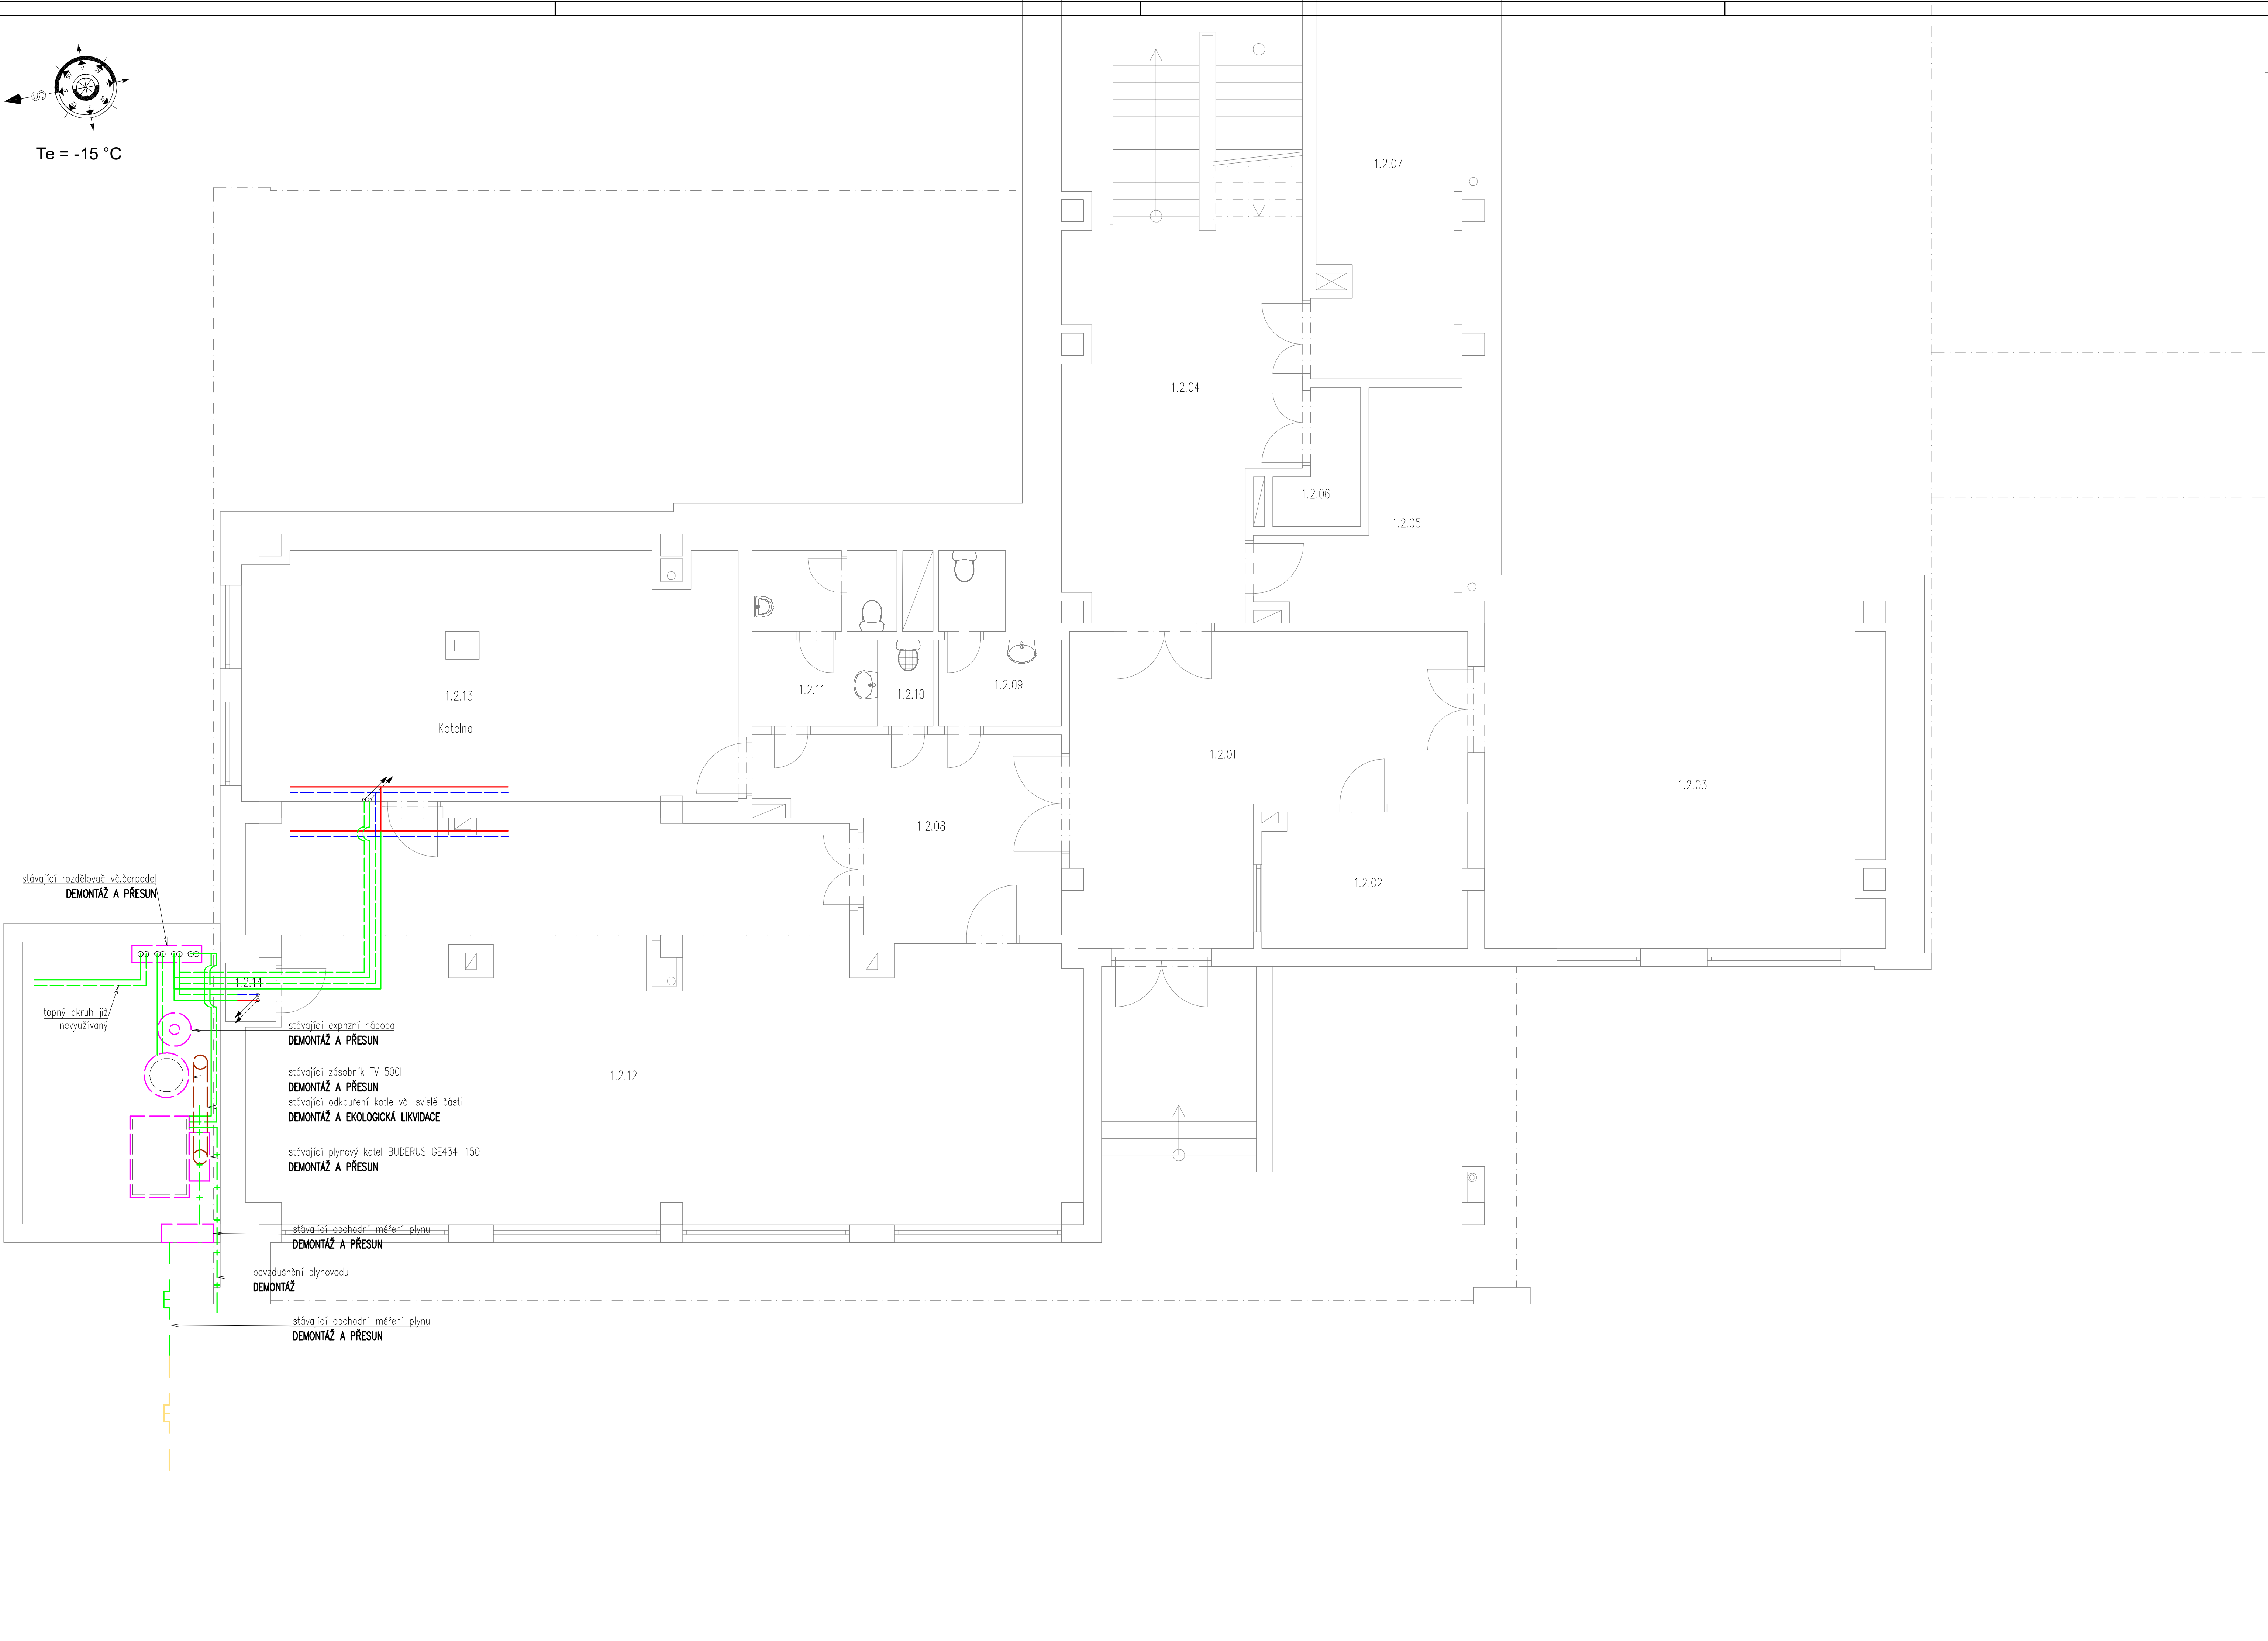 S
Te = -15 °C
1.2.07
1.2.04
1.2.06
1.2.05
1.2.13
Kotelna
1.2.11
1.2.10
1.2.09
1.2.01
1.2.03
1.2.08
1.2.02
stávající rozdělovač vč.čerpadel
DEMONTÁŽ A PŘESUN
1.2.14
topný okruh již
nevyužívaný
stávající expnzní nádoba
DEMONTÁŽ A PŘESUN
stávající zásobník TV 500l
DEMONTÁŽ A PŘESUN
1.2.12
stávající odkouření kotle vč. svislé části
DEMONTÁŽ A EKOLOGICKÁ LIKVIDACE
stávající plynový kotel BUDERUS GE434-150
DEMONTÁŽ A PŘESUN
stávající obchodní měření plynu
DEMONTÁŽ A PŘESUN
odvzdušnění plynovodu
DEMONTÁŽ
stávající obchodní měření plynu
DEMONTÁŽ A PŘESUN